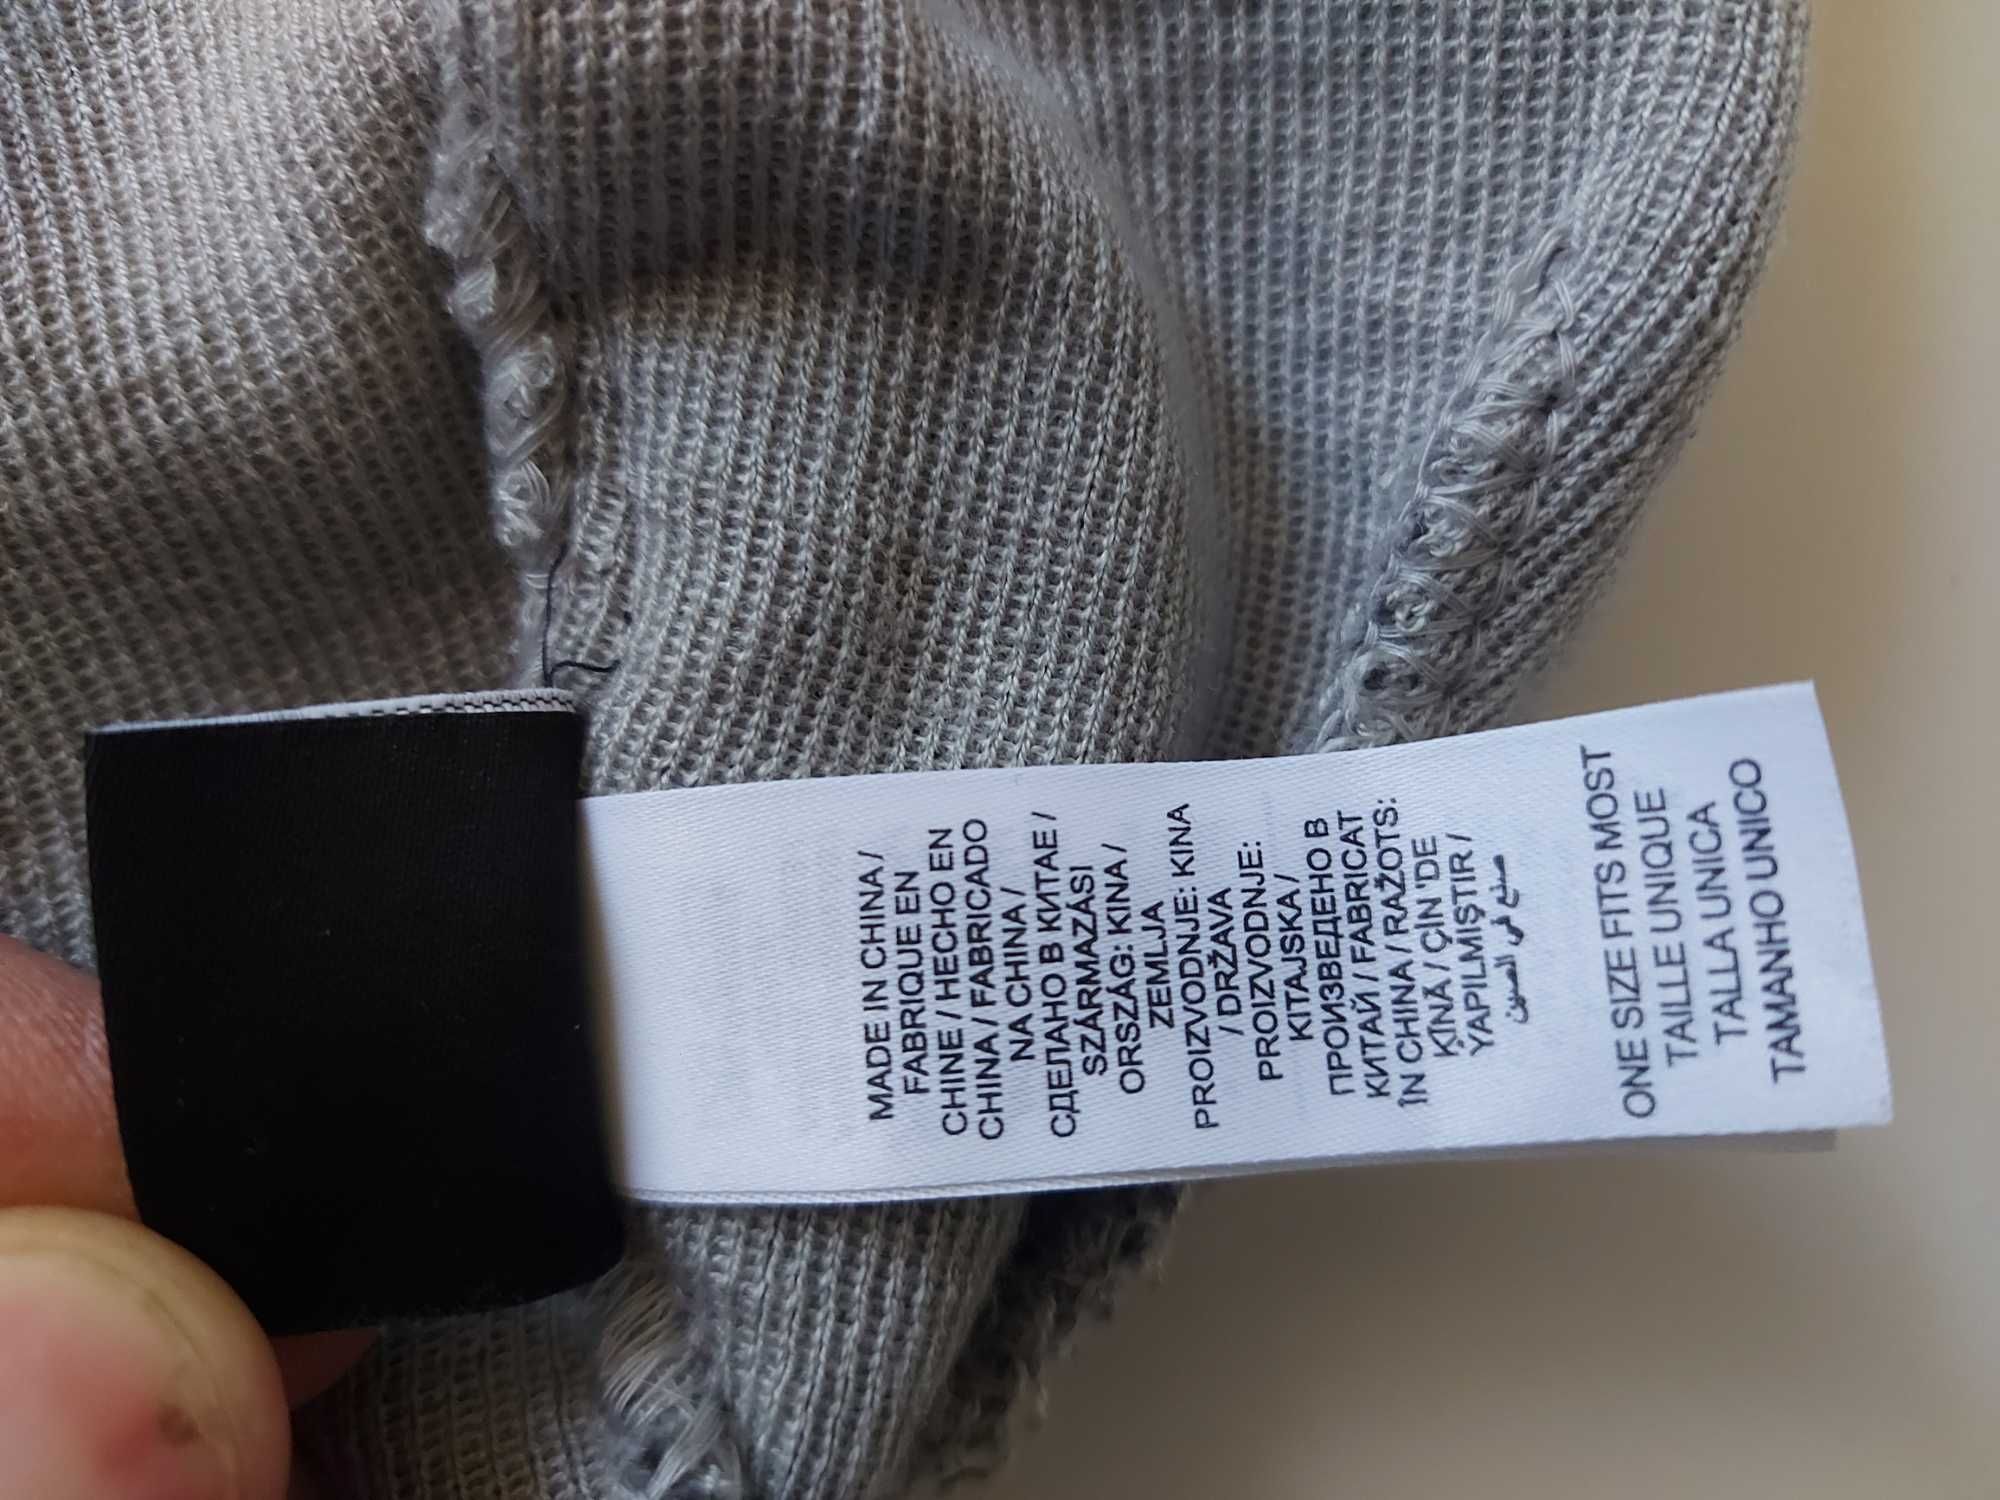 MADE IN CHINA /
FABRIQUE EN
CHINE / HECHO EN
CHINA / FABRICADO
NA CHINA /
СДЕЛАНО В КИТАЕ /
SZÁRMAZÁSI
ORSZÁG: KINA /
ZEMLJA
PROIZVODNJE: KINA
/ DRŽAVA
PROIZVODNJE:
KITAJSKA /
ПРОИЗВЕДЕНО В
КИТАЙ / FABRICAT
ÎN CHINA / RAŽOTS:
ĶĪNĀ / ÇİN 'DE
YAPILMIŞTIR /
صنع في الصين
ONE SIZE FITS MOST
TAILLE UNIQUE
TALLA UNICA
TAMANHO UNICO